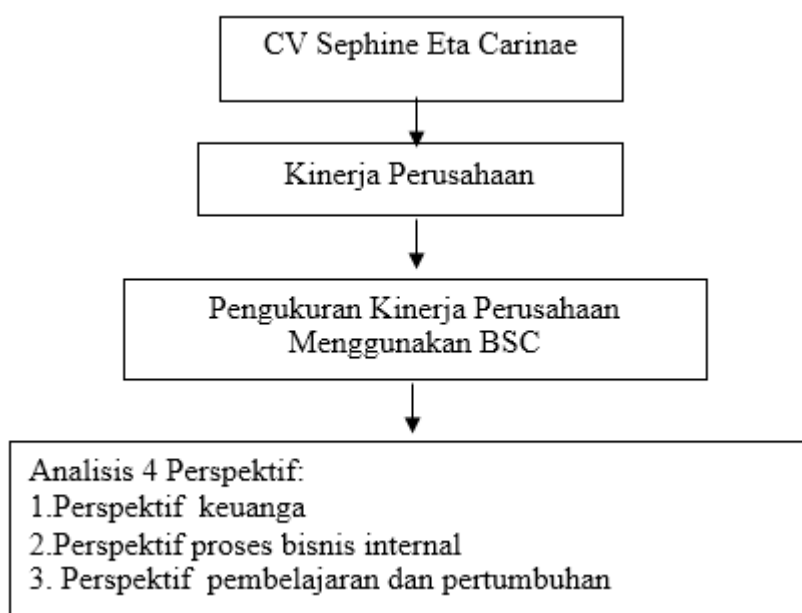 CV Sephine Eta Carinae
Kinerja Perusahaan
Pengukuran Kinerja Perusahaan
Menggunakan BSC
Analisis 4 Perspektif:
1.Perspektif keuanga
2.Perspektif proses bisnis internal
3. Perspektif pembelajaran dan pertumbuhan